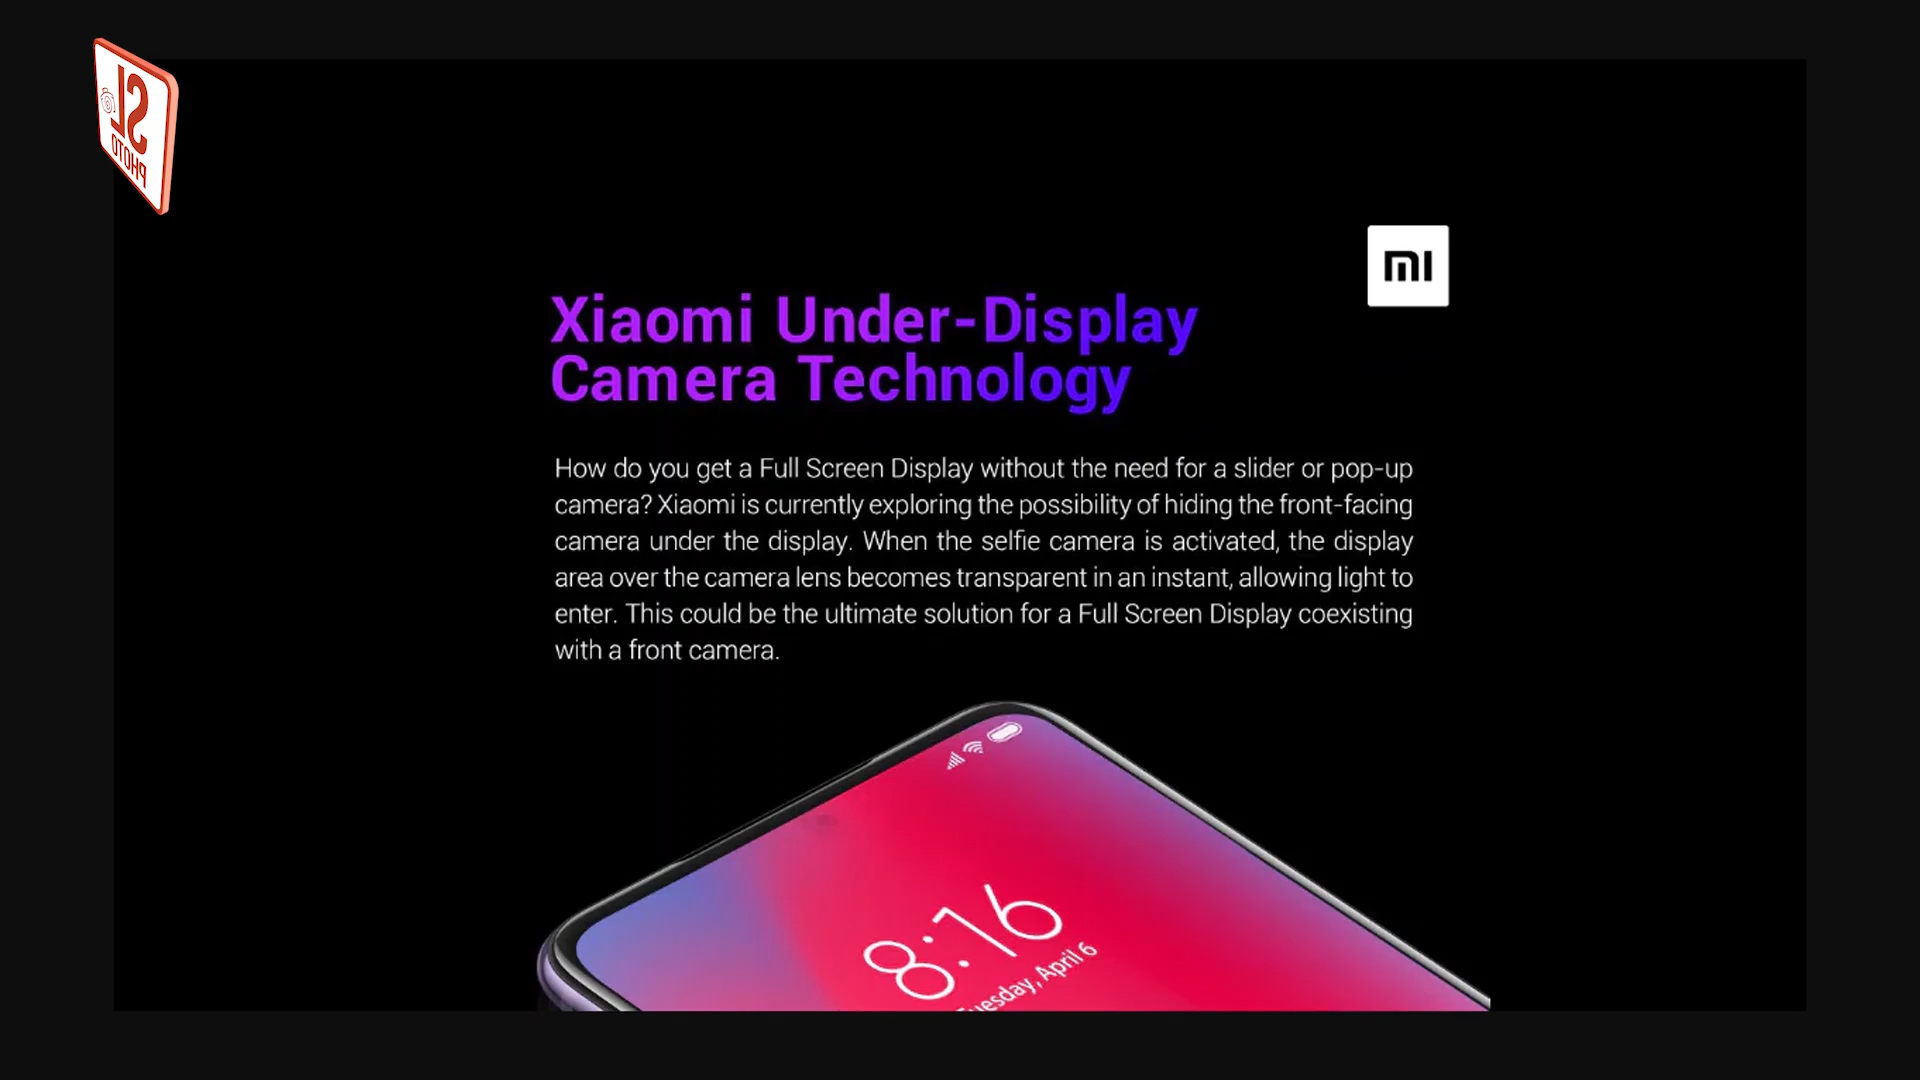 SL
PHOTO
mi
Xiaomi Under-Display
Camera Technology
How do you get a Full Screen Display without the need for a slider or pop-up
camera? Xiaomi is currently exploring the possibility of hiding the front-facing
camera under the display. When the selfie camera is activated, the display
area over the camera lens becomes transparent in an instant, allowing light to
enter. This could be the ultimate solution for a Full Screen Display coexisting
with a front camera.
8:16
Tuesday, April 6